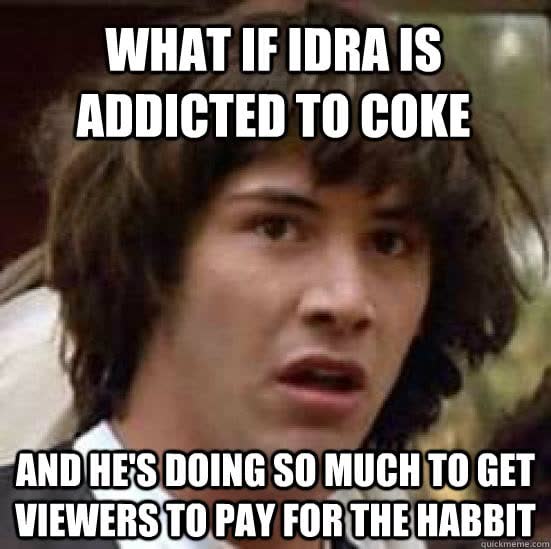 WHAT IF IDRA IS
ADDICTED TO COKE
AND HE'S DOING SO MUCH TO GET
VIEWERS TO PAY FOR THE HABBIT
quickmeme.com